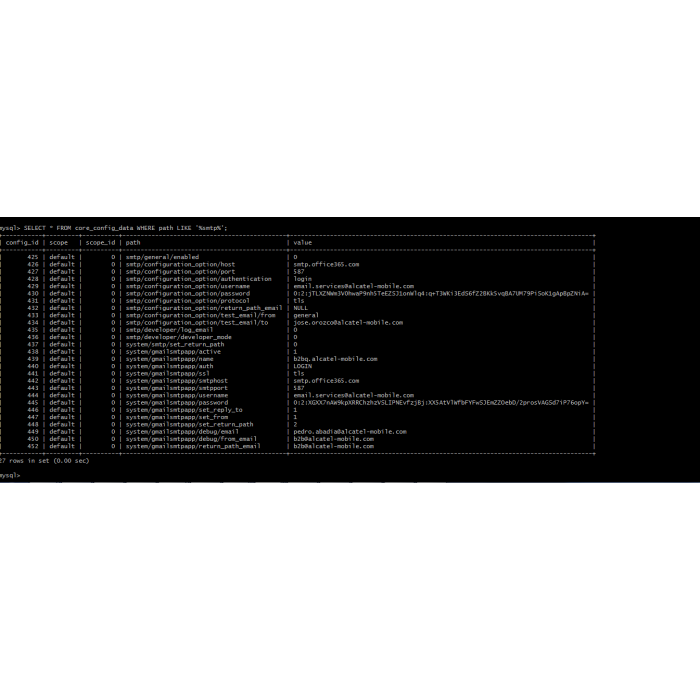 mysql> SELECT * FROM core_config_data WHERE path LIKE '%smtp%';
| config_id | scope | scope_id | path | value |
| 425 | default | 0 | smtp/general/enabled | 0
| 426 | default | 0 | smtp/configuration_option/host | smtp.office365.com
| 427 | default | 0 | smtp/configuration_option/port | 587
| 428 | default | 0 | smtp/configuration_option/authentication | login
| 429 | default | 0 | smtp/configuration_option/username | email.services@alcatel-mobile.com
| 430 | default | 0 | smtp/configuration_option/password |
| 431 | default | 0 | smtp/configuration_option/protocol | tls
| 432 | default | 0 | smtp/configuration_option/return_path_email | NULL
| 433 | default | 0 | smtp/configuration_option/test_email/from | general
| 434 | default | 0 | smtp/configuration_option/test_email/to | jose.orozco@alcatel-mobile.com
| 435 | default | 0 | smtp/developer/log_email | 0
| 436 | default | 0 | smtp/developer/developer_mode | 0
| 437 | default | 0 | system/smtp/set_return_path | 0
| 438 | default | 0 | system/gmailsmtpapp/active | 1
| 439 | default | 0 | system/gmailsmtpapp/name | b2bq.alcatel-mobile.com
| 440 | default | 0 | system/gmailsmtpapp/auth | LOGIN
| 441 | default | 0 | system/gmailsmtpapp/ssl | tls
| 442 | default | 0 | system/gmailsmtpapp/smtphost | smtp.office365.com
| 443 | default | 0 | system/gmailsmtpapp/smtpport | 587
| 444 | default | 0 | system/gmailsmtpapp/username | email.services@alcatel-mobile.com
| 445 | default | 0 | system/gmailsmtpapp/password |
| 446 | default | 0 | system/gmailsmtpapp/set_reply_to | 1
| 447 | default | 0 | system/gmailsmtpapp/set_from | 1
| 448 | default | 0 | system/gmailsmtpapp/set_return_path | 2
| 449 | default | 0 | system/gmailsmtpapp/debug/email | pedro.abadia@alcatel-mobile.com
| 450 | default | 0 | system/gmailsmtpapp/debug/from_email | b2b@alcatel-mobile.com
| 452 | default | 0 | system/gmailsmtpapp/return_path_email | b2b@alcatel-mobile.com
27 rows in set (0.00 sec)
mysql>